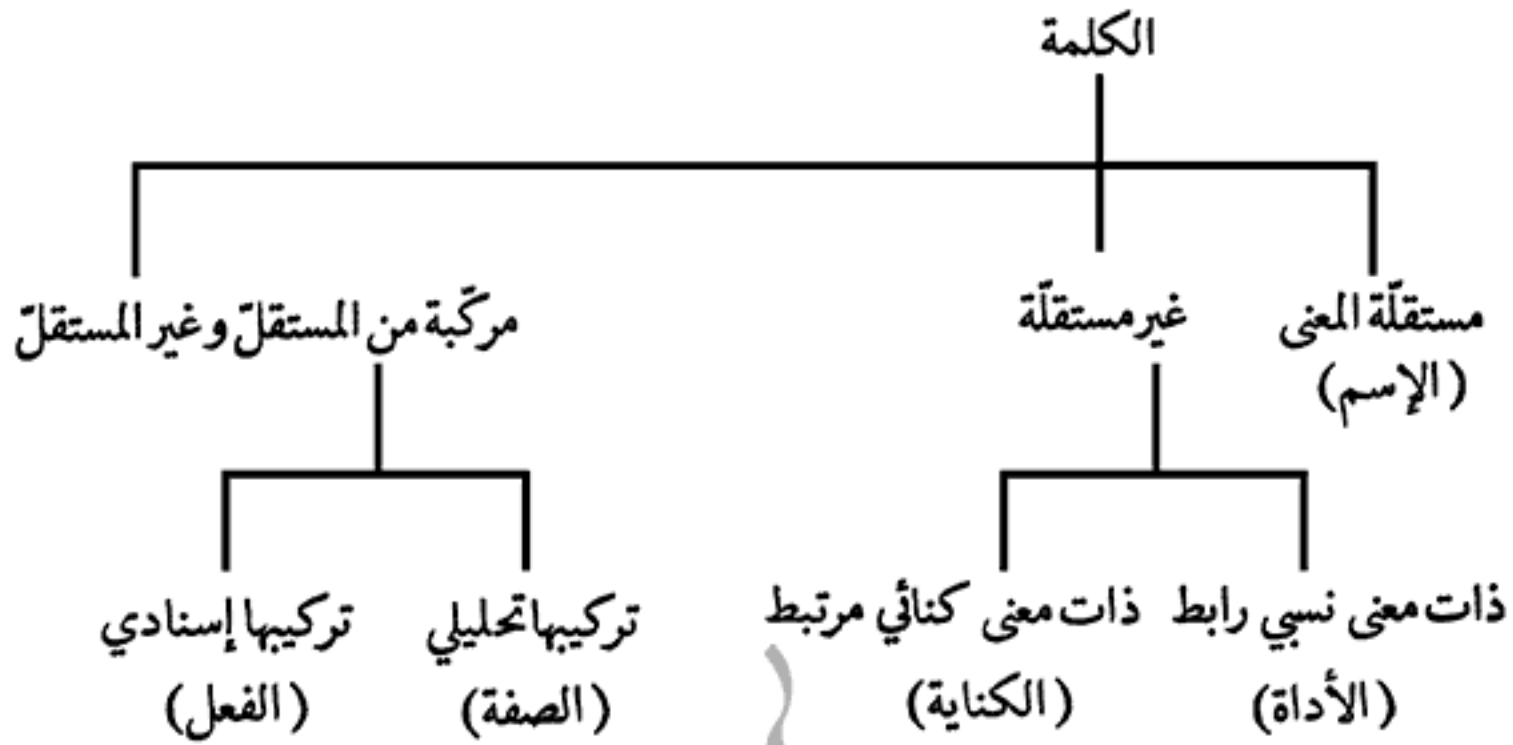 الكلمة
مستقلّة المعنى
(الإسم)
غير مستقلّة
مركّبة من المستقلّ وغير المستقلّ
ذات معنى نسبي رابط
(الأداة)
ذات معنى كنائي مرتبط
(الكناية)
تركيبها تحليلي
(الصفة)
تركيبها إسنادي
(الفعل)